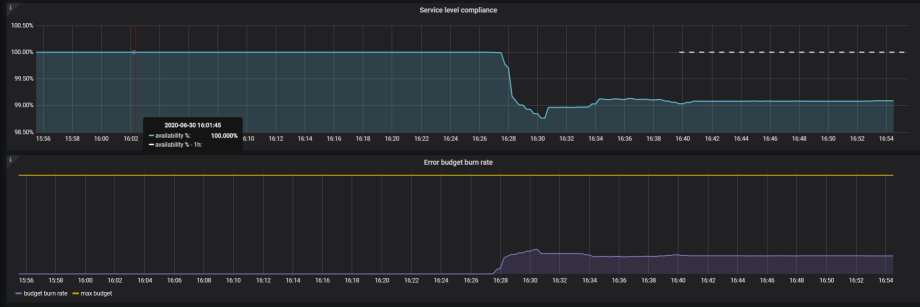 Service level compliance
100.50%
100.00%
99.50%
99.00%
98.50%
15:56 15:58 16:00 16:02 16:10 16:12 16:14 16:16 16:18 16:20 16:22 16:24 16:26 16:28 16:30 16:32 16:34 16:36 16:38 16:40 16:42 16:44 16:46 16:48 16:50 16:52 16:54
2020-06-30 16:01:45
availability %: 100.000%
availability % - 1h:
Error budget burn rate
15:56 15:58 16:00 16:02 16:04 16:06 16:08 16:10 16:12 16:14 16:16 16:18 16:20 16:22 16:24 16:26 16:28 16:30 16:32 16:34 16:36 16:38 16:40 16:42 16:44 16:46 16:48 16:50 16:52 16:54
budget burn rate max budget